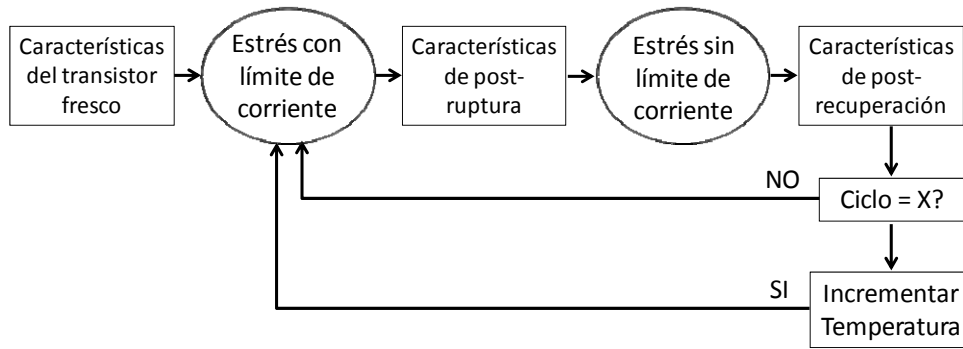 Características
del transistor
fresco
Estrés con
límite de
corriente
Características
de post-
ruptura
Estrés sin
límite de
corriente
Características
de post-
recuperación
NO
Ciclo = X?
SI
Incrementar
Temperatura